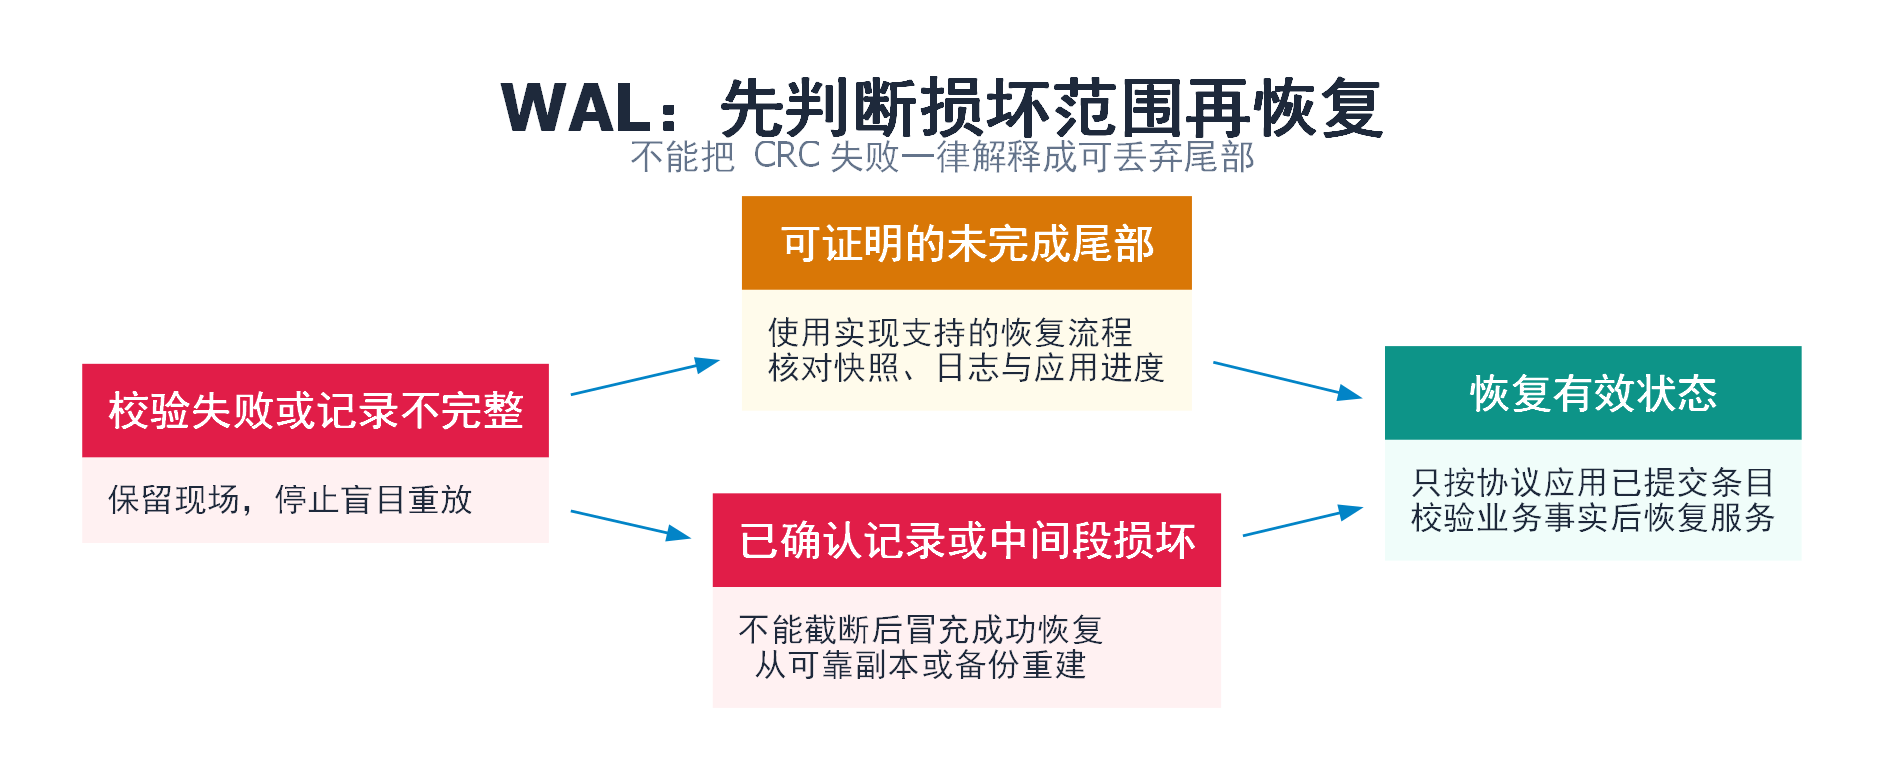 WAL：先判断损坏范围再恢复
不能把 CRC 失败一律解释成可丢弃尾部
可证明的未完成尾部
使用实现支持的恢复流程
核对快照、日志与应用进度
校验失败或记录不完整
保留现场，停止盲目重放
已确认记录或中间段损坏
不能截断后冒充成功恢复
从可靠副本或备份重建
恢复有效状态
只按协议应用已提交条目
校验业务事实后恢复服务